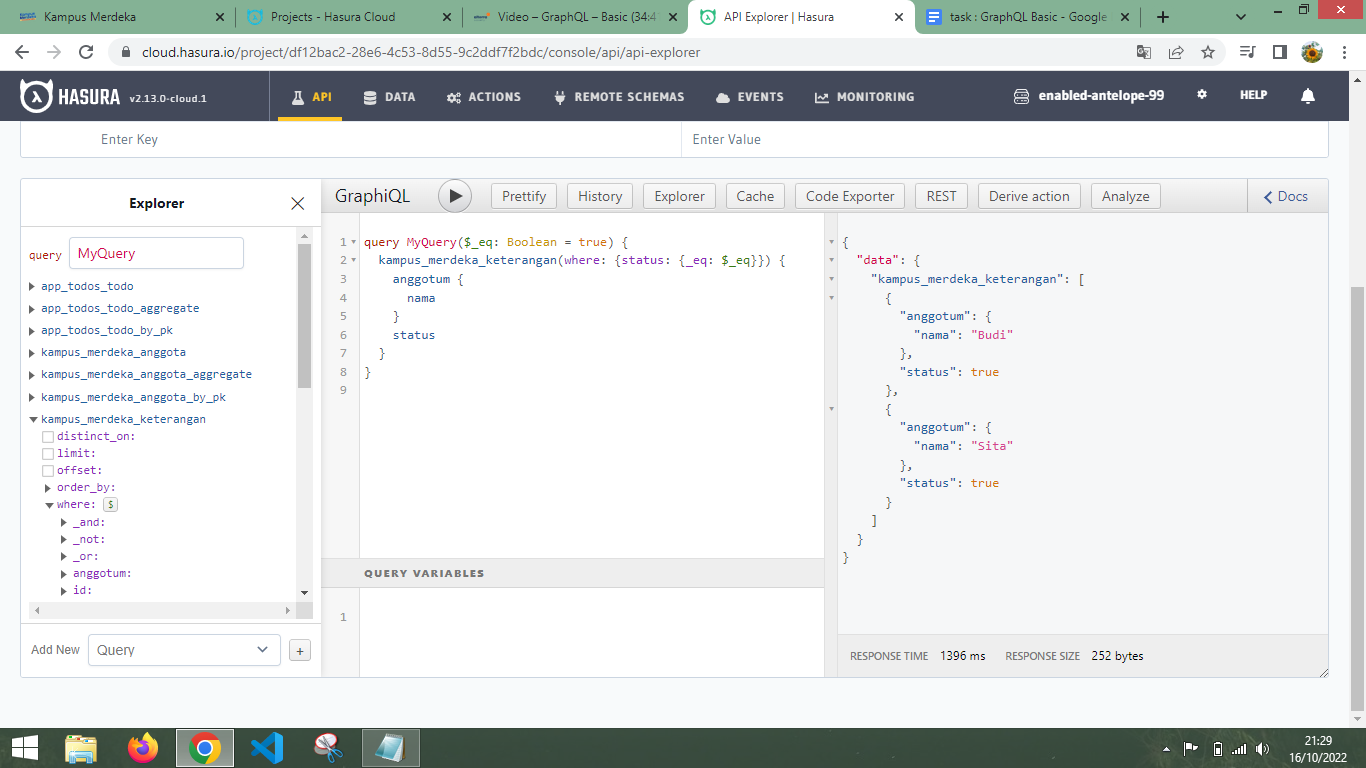 Kampus Merdeka
Projects - Hasura Cloud
Video – GraphQL – Basic (34:4
API Explorer | Hasura
task : GraphQL Basic - Google
cloud.hasura.io/project/df12bac2-28e6-4c53-8d55-9c2ddf7f2bdc/console/api/api-explorer
HASURA v2.13.0-cloud.1
API
DATA
ACTIONS
REMOTE SCHEMAS
EVENTS
MONITORING
enabled-antelope-99
HELP
Enter Key
Enter Value
Explorer
query MyQuery
app_todos_todo
app_todos_todo_aggregate
app_todos_todo_by_pk
kampus_merdeka_anggota
kampus_merdeka_anggota_aggregate
kampus_merdeka_anggota_by_pk
kampus_merdeka_keterangan
distinct_on:
limit:
offset:
order_by:
where: $
_and:
_not:
_or:
anggotum:
id:
Add New Query +
GraphiQL
Prettify
History
Explorer
Cache
Code Exporter
REST
Derive action
Analyze
Docs
1 query MyQuery($_eq: Boolean = true) {
2 kampus_merdeka_keterangan(where: {status: {_eq: $_eq}}) {
3 anggotum {
4 nama
5 }
6 status
7 }
8 }
9
QUERY VARIABLES
1
{
"data": {
"kampus_merdeka_keterangan": [
{
"anggotum": {
"nama": "Budi"
},
"status": true
},
{
"anggotum": {
"nama": "Sita"
},
"status": true
}
]
}
}
RESPONSE TIME 1396 ms RESPONSE SIZE 252 bytes
21:29
16/10/2022